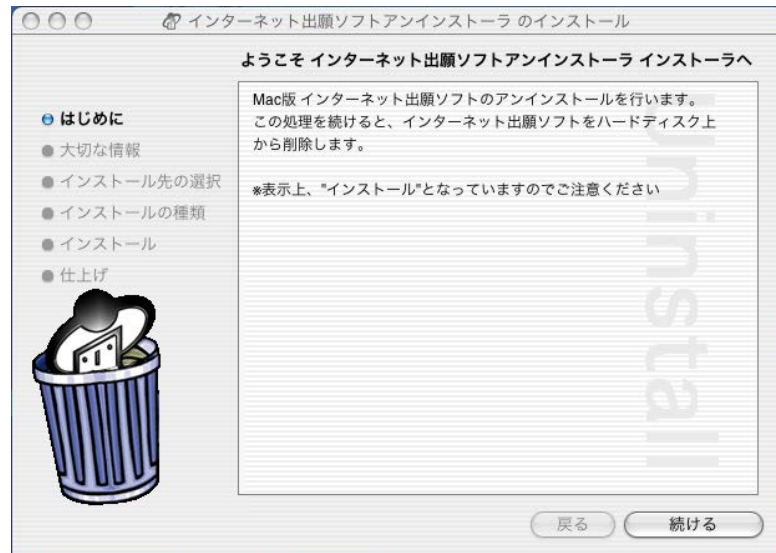 インターネット出願ソフトアンインストーラ のインストール
ようこそ インターネット出願ソフトアンインストーラ インストーラへ
はじめに
大切な情報
インストール先の選択
インストールの種類
インストール
仕上げ
Mac版 インターネット出願ソフトのアンインストールを行います。
この処理を続けると、インターネット出願ソフトをハードディスク上
から削除します。
※表示上、"インストール"となっていますのでご注意ください
Uninstall
戻る
続ける